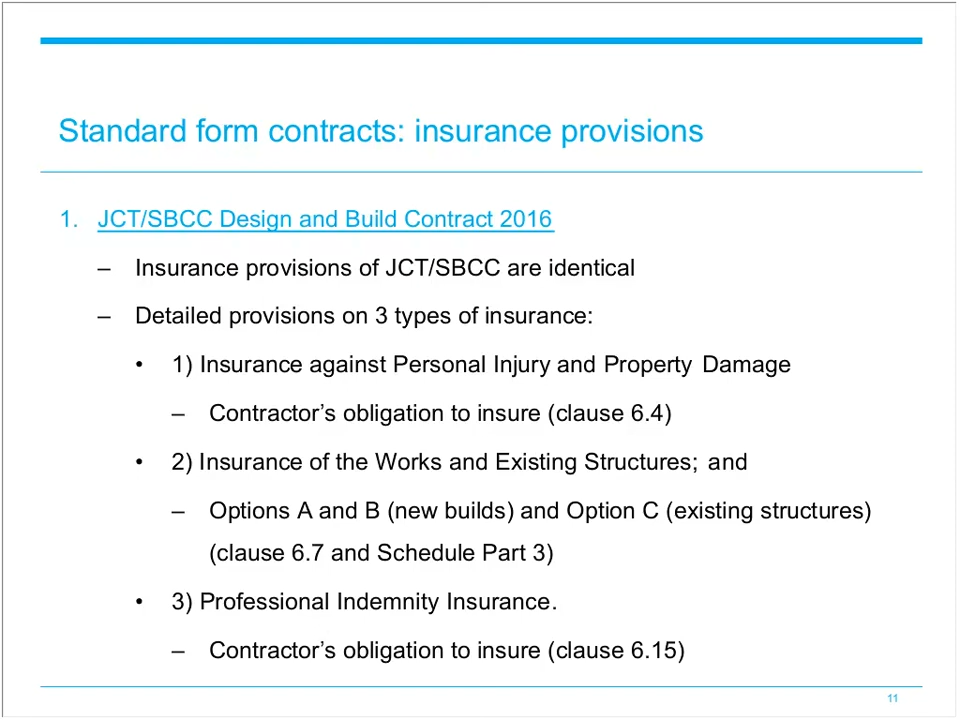 Standard form contracts: insurance provisions
1. JCT/SBCC Design and Build Contract 2016
– Insurance provisions of JCT/SBCC are identical
– Detailed provisions on 3 types of insurance:
• 1) Insurance against Personal Injury and Property Damage
– Contractor’s obligation to insure (clause 6.4)
• 2) Insurance of the Works and Existing Structures; and
– Options A and B (new builds) and Option C (existing structures)
(clause 6.7 and Schedule Part 3)
• 3) Professional Indemnity Insurance.
– Contractor’s obligation to insure (clause 6.15)
11